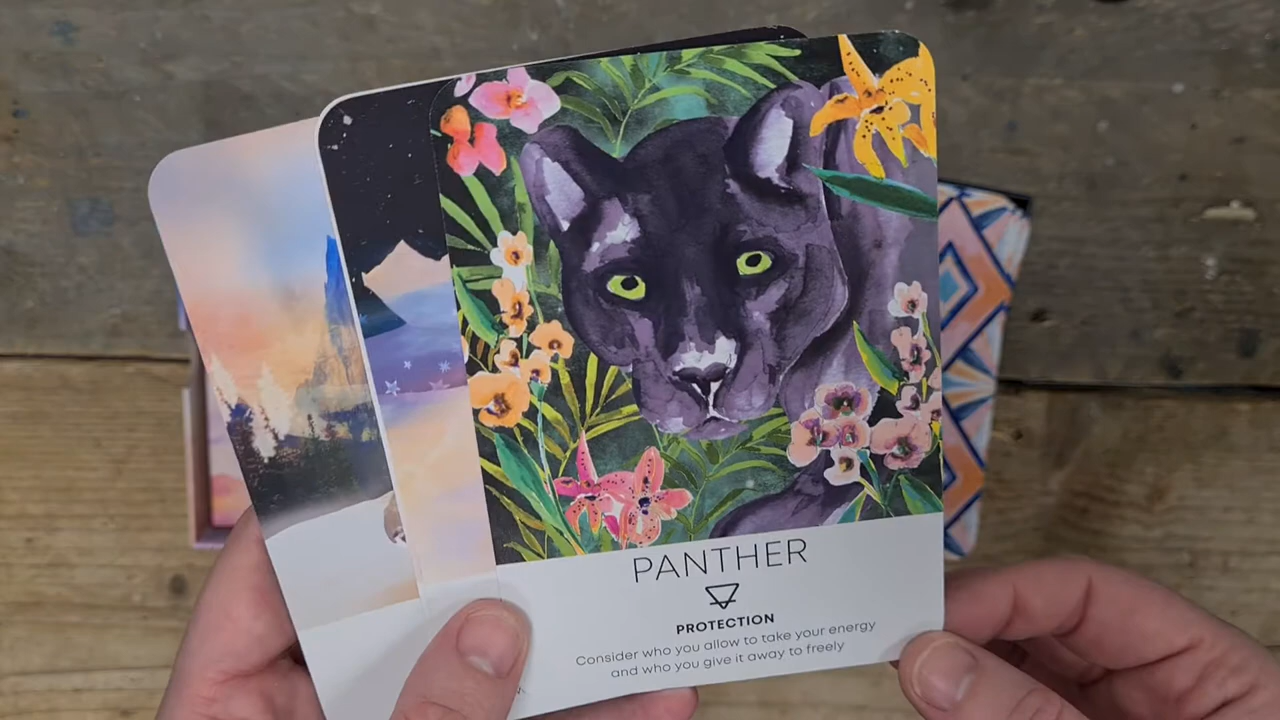 PANTHER
PROTECTION
Consider who you allow to take your energy
and who you give it away to freely